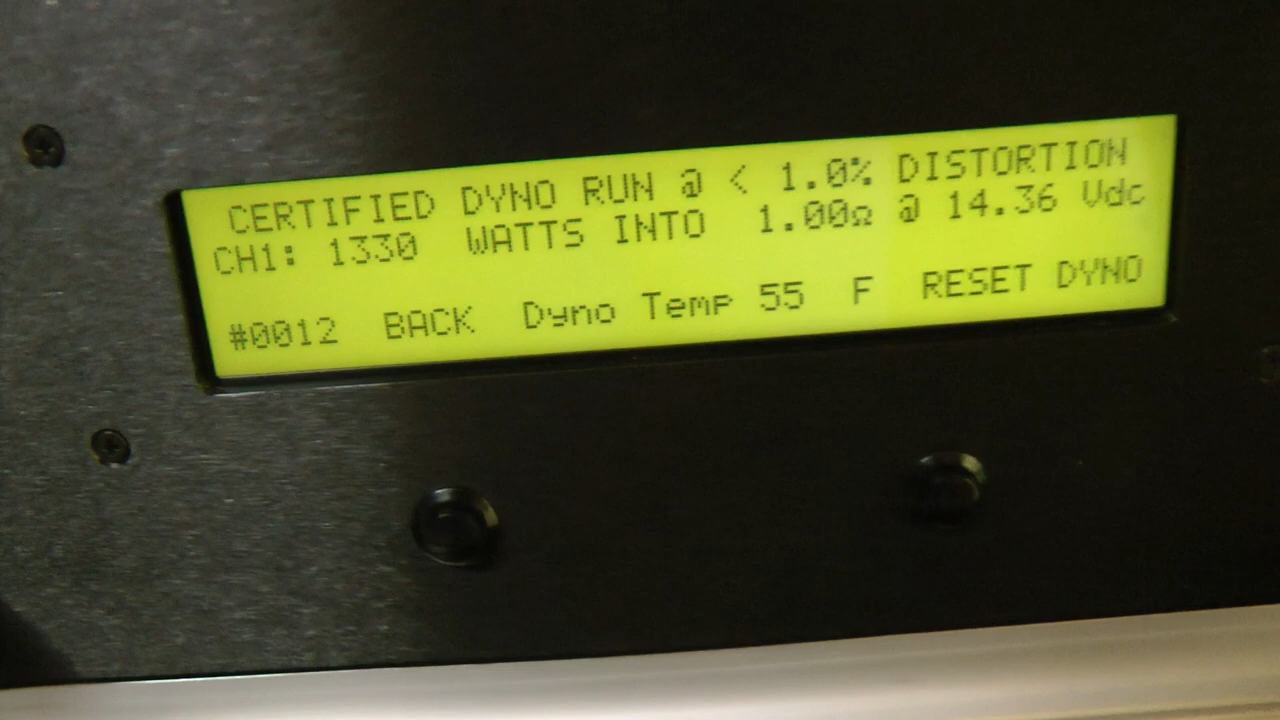 CERTIFIED DYNO RUN @ < 1.0% DISTORTION
CH1: 1330 WATTS INTO 1.00Ω @ 14.36 Vdc
#0012 BACK Dyno Temp 55 F RESET DYNO